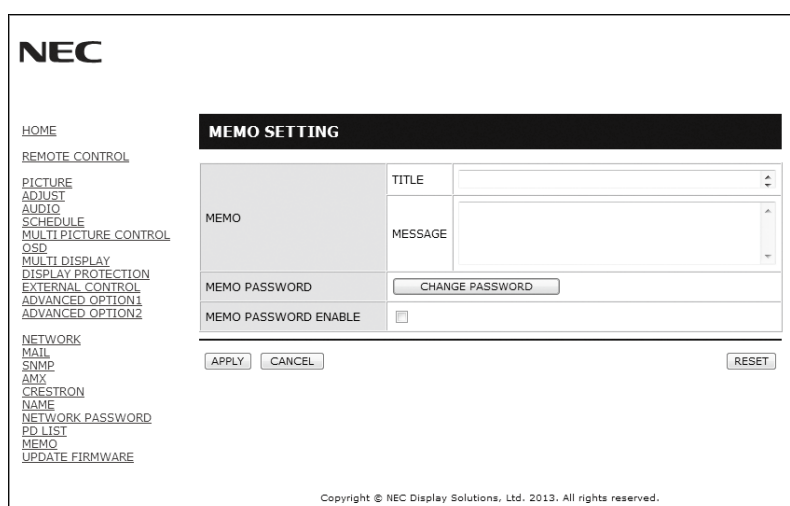 NEC
HOME
REMOTE CONTROL
PICTURE
ADJUST
AUDIO
SCHEDULE
MULTI PICTURE CONTROL
OSD
MULTI DISPLAY
DISPLAY PROTECTION
EXTERNAL CONTROL
ADVANCED OPTION1
ADVANCED OPTION2
NETWORK
MAIL
SNMP
AMX
CRESTRON
NAME
NETWORK PASSWORD
PD LIST
MEMO
UPDATE FIRMWARE
MEMO SETTING
MEMO
TITLE
MESSAGE
MEMO PASSWORD
CHANGE PASSWORD
MEMO PASSWORD ENABLE
APPLY CANCEL RESET
Copyright © NEC Display Solutions, Ltd. 2013. All rights reserved.